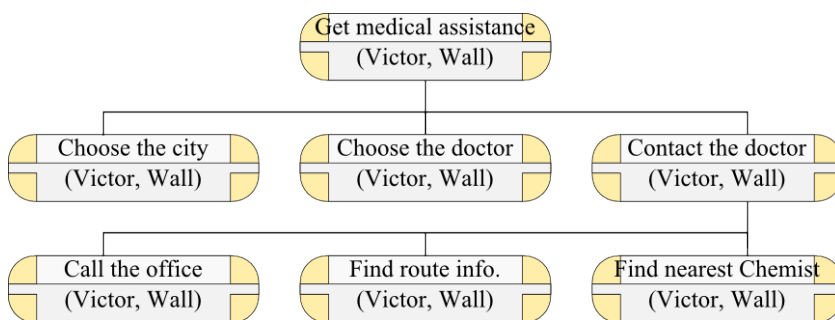 Get medical assistance
(Victor, Wall)
Choose the city
(Victor, Wall)
Choose the doctor
(Victor, Wall)
Contact the doctor
(Victor, Wall)
Call the office
(Victor, Wall)
Find route info.
(Victor, Wall)
Find nearest Chemist
(Victor, Wall)